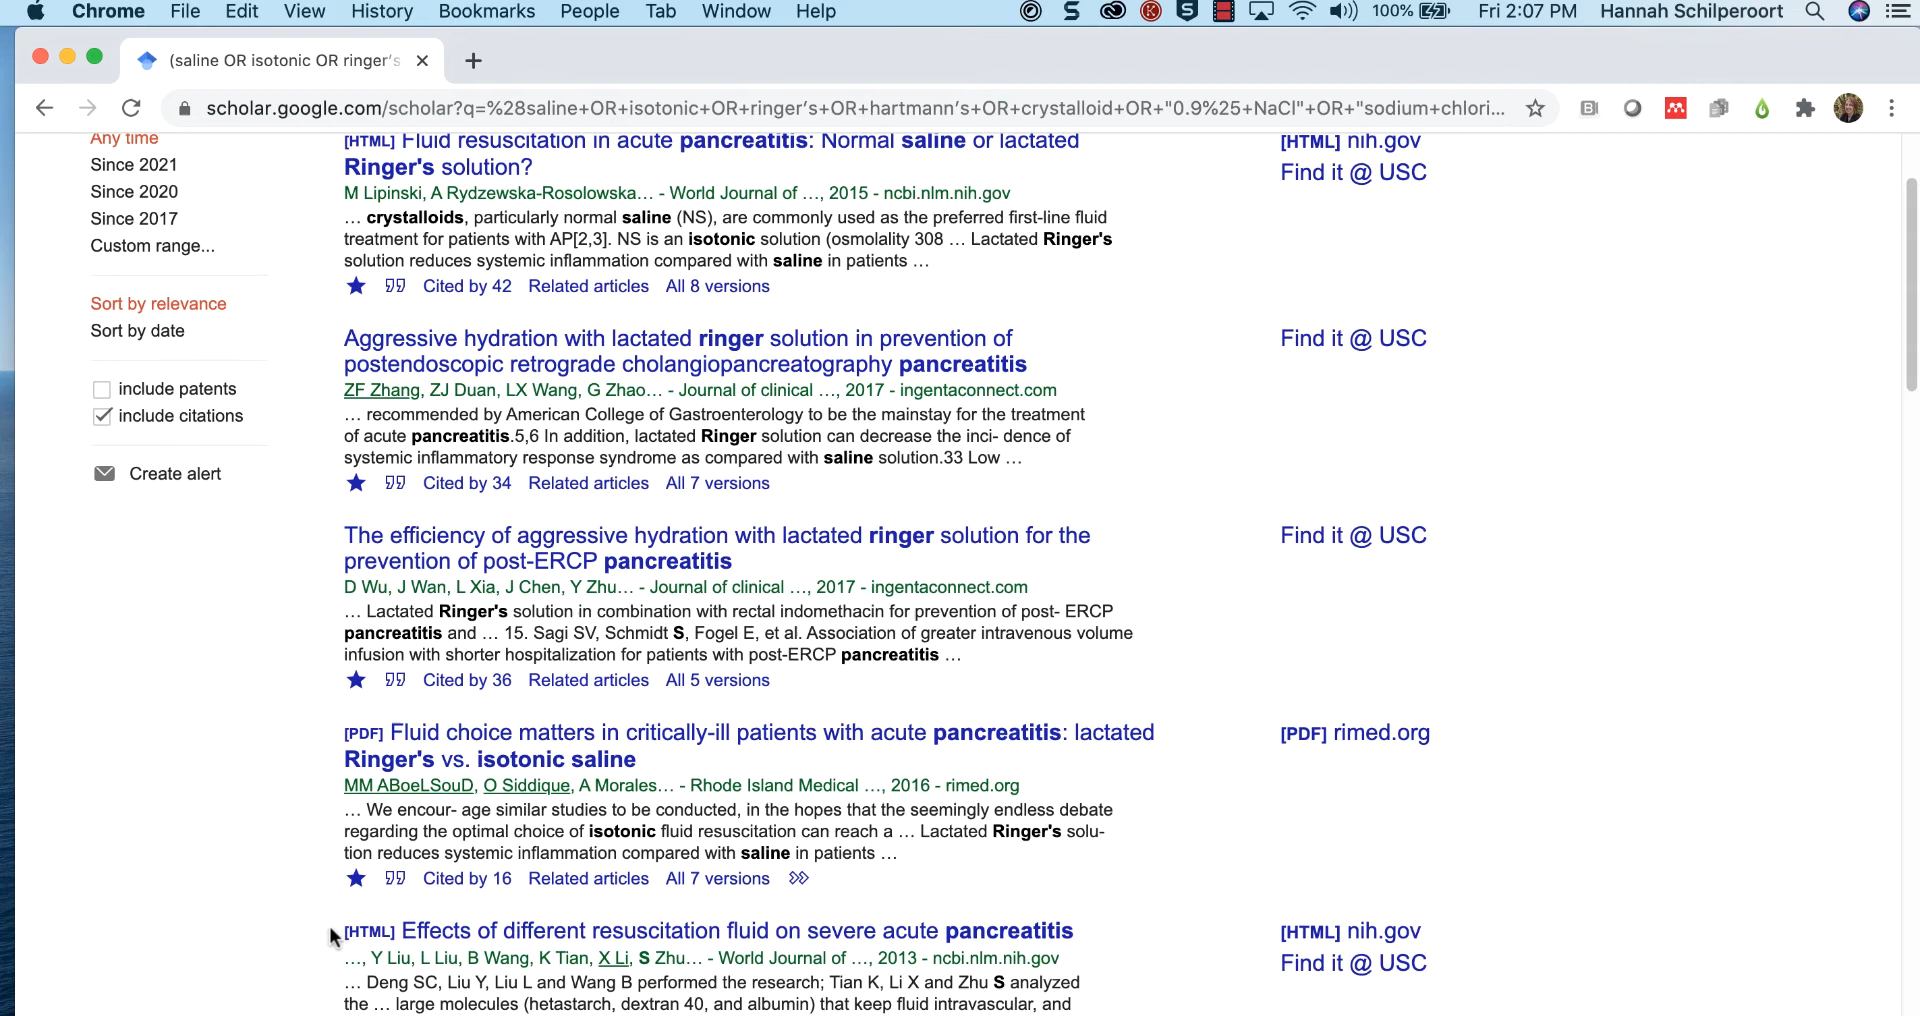 Chrome File Edit View History Bookmarks People Tab Window Help 100% Fri 2:07 PM Hannah Schilperoort
(saline OR isotonic OR ringer's
scholar.google.com/scholar?q=%28saline+OR+isotonic+OR+ringer's+OR+hartmann's+OR+crystalloid+OR+"0.9%25+NaCl"+OR+"sodium+chlori...
Any time
Since 2021
Since 2020
Since 2017
Custom range...
Sort by relevance
Sort by date
include patents
include citations
Create alert
[HTML] Fluid resuscitation in acute pancreatitis: Normal saline or lactated
Ringer's solution?
M Lipinski, A Rydzewska-Rosolowska… - World Journal of …, 2015 - ncbi.nlm.nih.gov
… crystalloids, particularly normal saline (NS), are commonly used as the preferred first-line fluid
treatment for patients with AP[2,3]. NS is an isotonic solution (osmolality 308 … Lactated Ringer's
solution reduces systemic inflammation compared with saline in patients …
Cited by 42 Related articles All 8 versions
[HTML] nih.gov
Find it @ USC
Aggressive hydration with lactated ringer solution in prevention of
postendoscopic retrograde cholangiopancreatography pancreatitis
ZF Zhang, ZJ Duan, LX Wang, G Zhao… - Journal of clinical …, 2017 - ingentaconnect.com
… recommended by American College of Gastroenterology to be the mainstay for the treatment
of acute pancreatitis.5,6 In addition, lactated Ringer solution can decrease the inci- dence of
systemic inflammatory response syndrome as compared with saline solution.33 Low …
Cited by 34 Related articles All 7 versions
Find it @ USC
The efficiency of aggressive hydration with lactated ringer solution for the
prevention of post-ERCP pancreatitis
D Wu, J Wan, L Xia, J Chen, Y Zhu… - Journal of clinical …, 2017 - ingentaconnect.com
… Lactated Ringer's solution in combination with rectal indomethacin for prevention of post- ERCP
pancreatitis and … 15. Sagi SV, Schmidt S, Fogel E, et al. Association of greater intravenous volume
infusion with shorter hospitalization for patients with post-ERCP pancreatitis …
Cited by 36 Related articles All 5 versions
Find it @ USC
[PDF] Fluid choice matters in critically-ill patients with acute pancreatitis: lactated
Ringer's vs. isotonic saline
MM ABoeLSouD, O Siddique, A Morales… - Rhode Island Medical …, 2016 - rimed.org
… We encour- age similar studies to be conducted, in the hopes that the seemingly endless debate
regarding the optimal choice of isotonic fluid resuscitation can reach a … Lactated Ringer's solu-
tion reduces systemic inflammation compared with saline in patients …
Cited by 16 Related articles All 7 versions
[PDF] rimed.org
[HTML] Effects of different resuscitation fluid on severe acute pancreatitis
…, Y Liu, L Liu, B Wang, K Tian, X Li, S Zhu… - World Journal of …, 2013 - ncbi.nlm.nih.gov
… Deng SC, Liu Y, Liu L and Wang B performed the research; Tian K, Li X and Zhu S analyzed
the … large molecules (hetastarch, dextran 40, and albumin) that keep fluid intravascular, and
[HTML] nih.gov
Find it @ USC